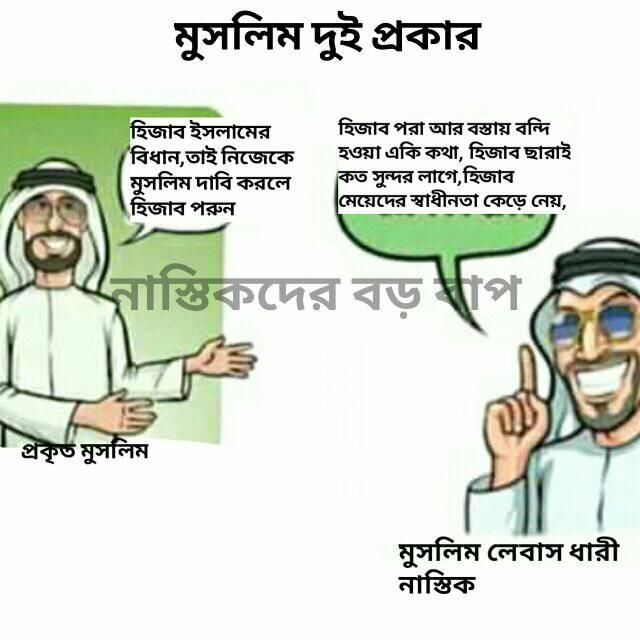 মুসলিম দুই প্রকার
হিজাব ইসলামের
বিধান,তাই নিজেকে
মুসলিম দাবি করলে
হিজাব পরুন
হিজাব পরা আর বস্তায় বন্দি
হওয়া একি কথা, হিজাব ছারাই
কত সুন্দর লাগে,হিজাব
মেয়েদের স্বাধীনতা কেড়ে নেয়,
নাস্তিকদের বড় বাপ
প্রকৃত মুসলিম
মুসলিম লেবাস ধারী
নাস্তিক